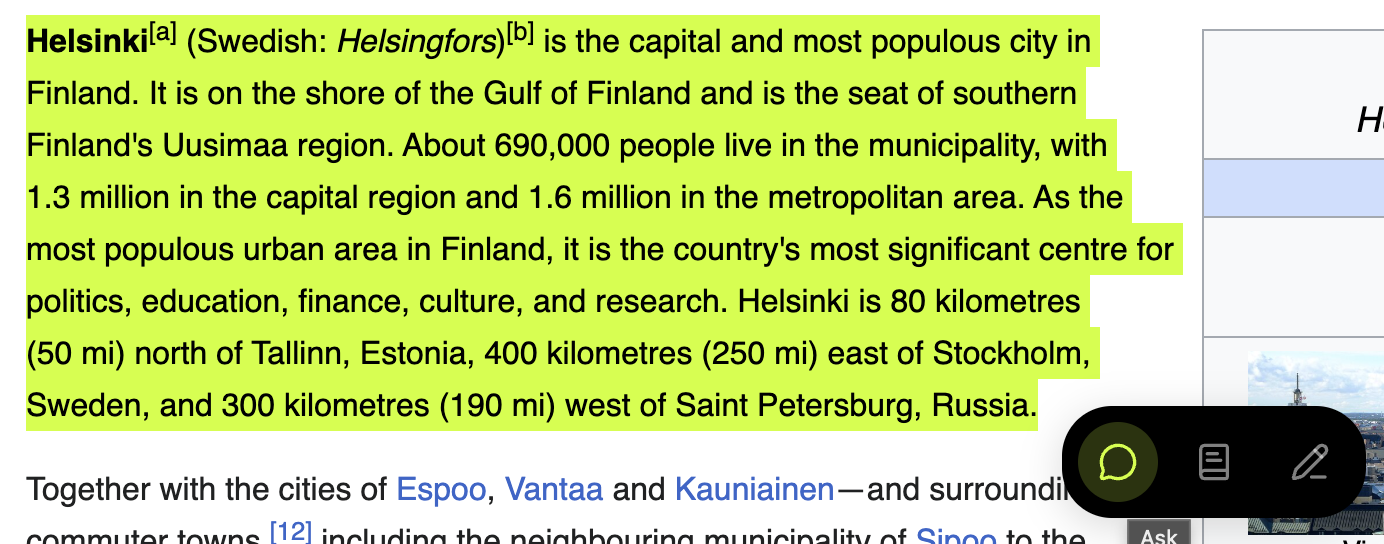 Helsinki[a] (Swedish: Helsingfors)[b] is the capital and most populous city in
Finland. It is on the shore of the Gulf of Finland and is the seat of southern
Finland's Uusimaa region. About 690,000 people live in the municipality, with
1.3 million in the capital region and 1.6 million in the metropolitan area. As the
most populous urban area in Finland, it is the country's most significant centre for
politics, education, finance, culture, and research. Helsinki is 80 kilometres
(50 mi) north of Tallinn, Estonia, 400 kilometres (250 mi) east of Stockholm,
Sweden, and 300 kilometres (190 mi) west of Saint Petersburg, Russia.
Together with the cities of Espoo, Vantaa and Kauniainen—and
commuter towns,[12] including the neighbouring municipality of Sipoo to the
Ask